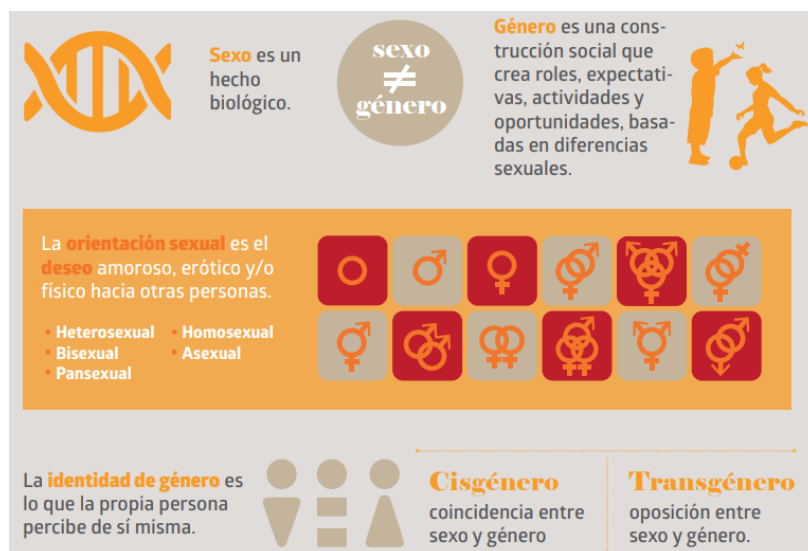 Sexo es un
hecho
biológico.
sexo
≠
género
Género es una cons-
trucción social que
crea roles, expectati-
vas, actividades y
oportunidades, basa-
das en diferencias
sexuales.
La orientación sexual es el
deseo amoroso, erótico y/o
físico hacia otras personas.
• Heterosexual • Homosexual
• Bisexual • Asexual
• Pansexual
La identidad de género es
lo que la propia persona
percibe de sí misma.
Cisgénero
coincidencia entre
sexo y género
Transgénero
oposición entre
sexo y género.